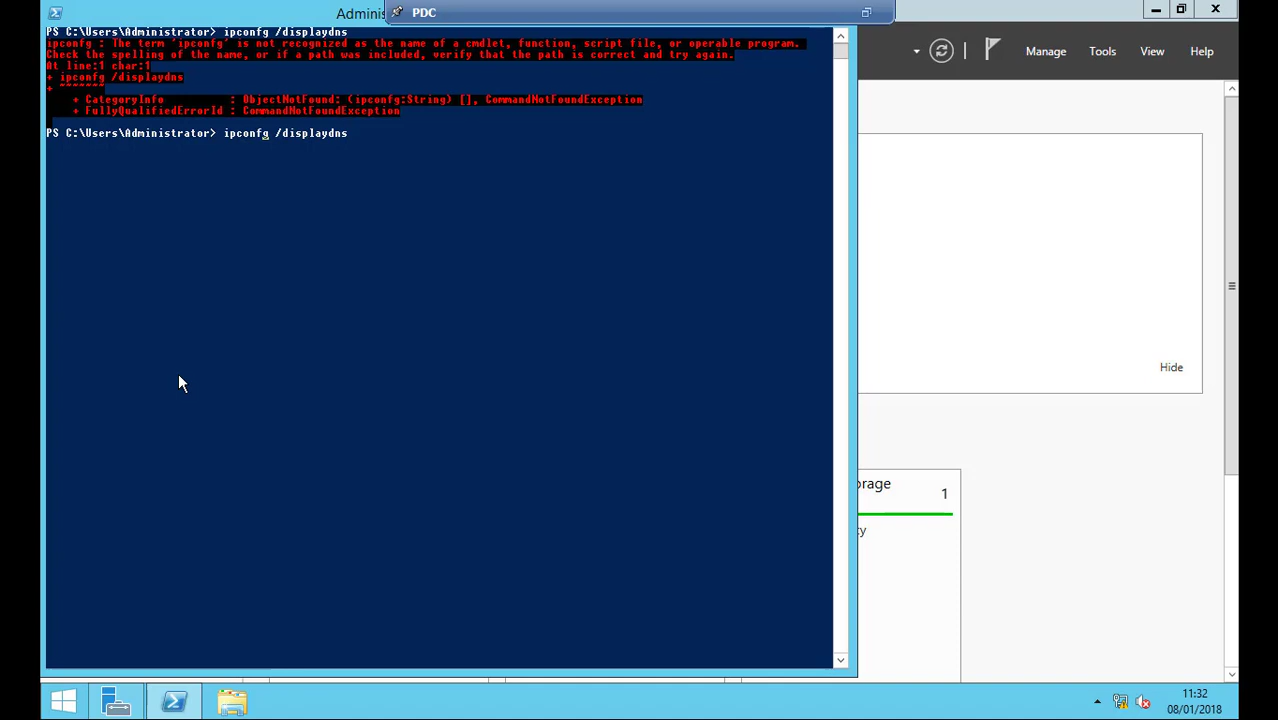 Adminis
PDC
PS C:\Users\Administrator> ipconfg /displaydns
ipconfg : The term 'ipconfg' is not recognized as the name of a cmdlet, function, script file, or operable program.
Check the spelling of the name, or if a path was included, verify that the path is correct and try again.
At line:1 char:1
+ ipconfg /displaydns
+ ~~~~~~~
+ CategoryInfo : ObjectNotFound: (ipconfg:String) [], CommandNotFoundException
+ FullyQualifiedErrorId : CommandNotFoundException
PS C:\Users\Administrator> ipconfg /displaydns
Manage
Tools
View
Help
Hide
orage
1
ty
11:32
08/01/2018